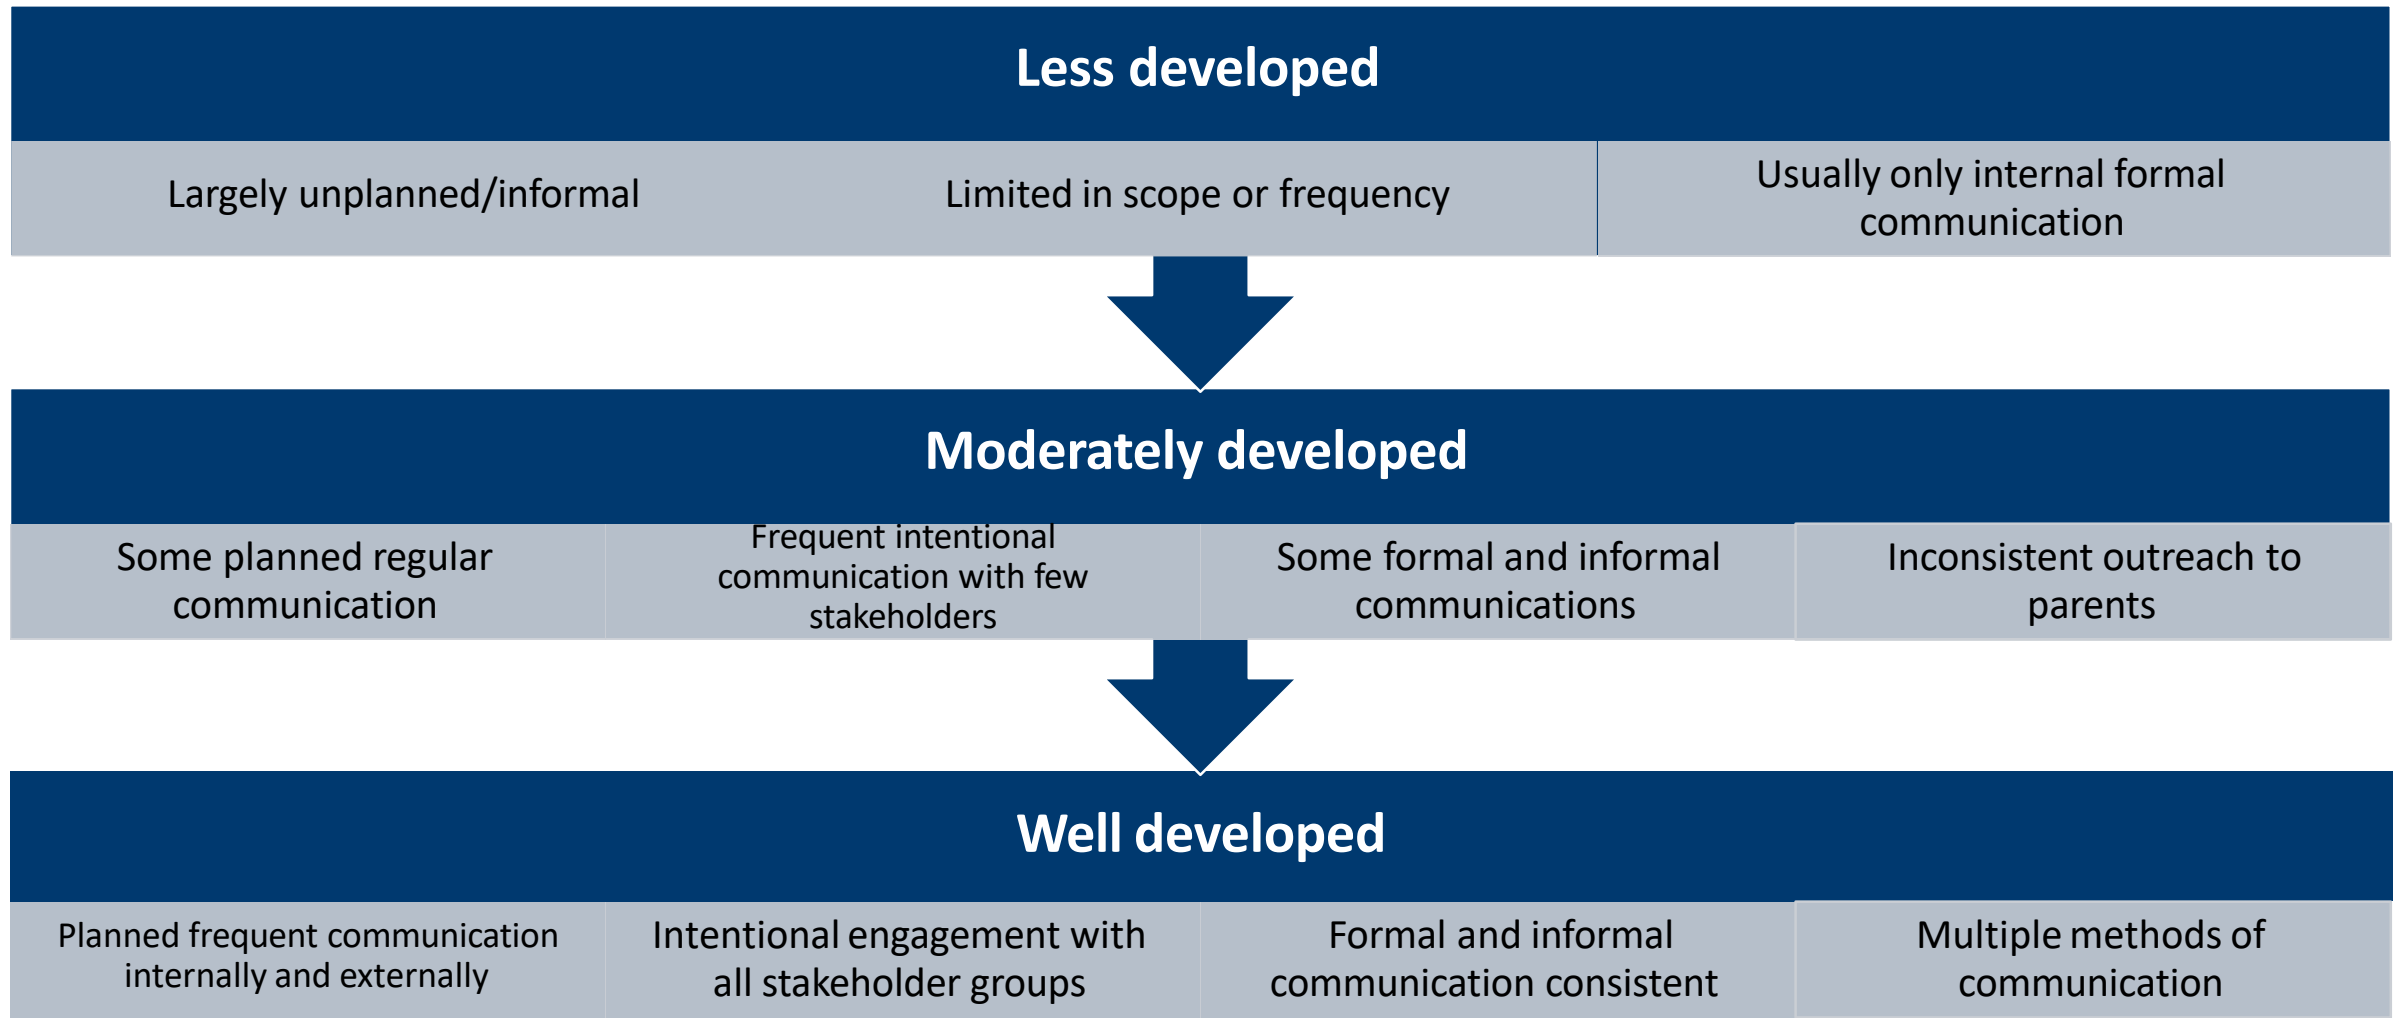 Less developed
Largely unplanned/informal
Limited in scope or frequency
Usually only internal formal
communication
Moderately developed
Some planned regular
communication
Frequent intentional
communication with few
stakeholders
Some formal and informal
communications
Inconsistent outreach to
parents
Well developed
Planned frequent communication
internally and externally
Intentional engagement with
all stakeholder groups
Formal and informal
communication consistent
Multiple methods of
communication